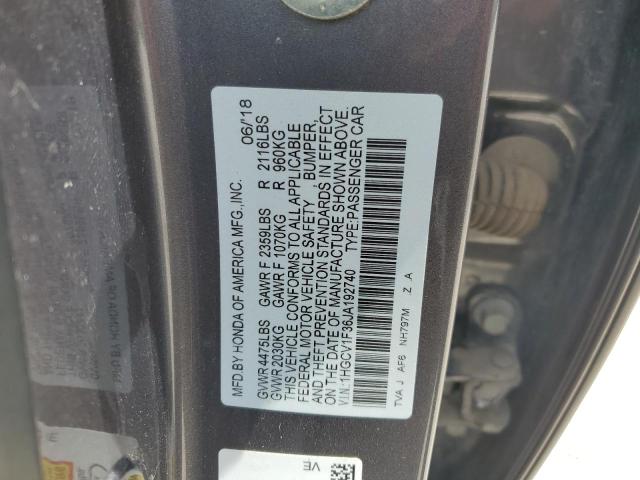 MFD.BY HONDA OF AMERICA MFG.,INC. 06/'18
GVWR 4475LBS GAWR F 2359LBS R 2116LBS
GVWR 2030KG GAWR F 1070KG R 960KG
THIS VEHICLE CONFORMS TO ALL APPLICABLE
FEDERAL MOTOR VEHICLE SAFETY , BUMPER,
AND THEFT PREVENTION STANDARDS IN EFFECT
ON THE DATE OF MANUFACTURE SHOWN ABOVE.
V.I.N.:1HGCV1F36JA192740 TYPE:PASSENGER CAR
TVA J AF6 NH797M .Z .A